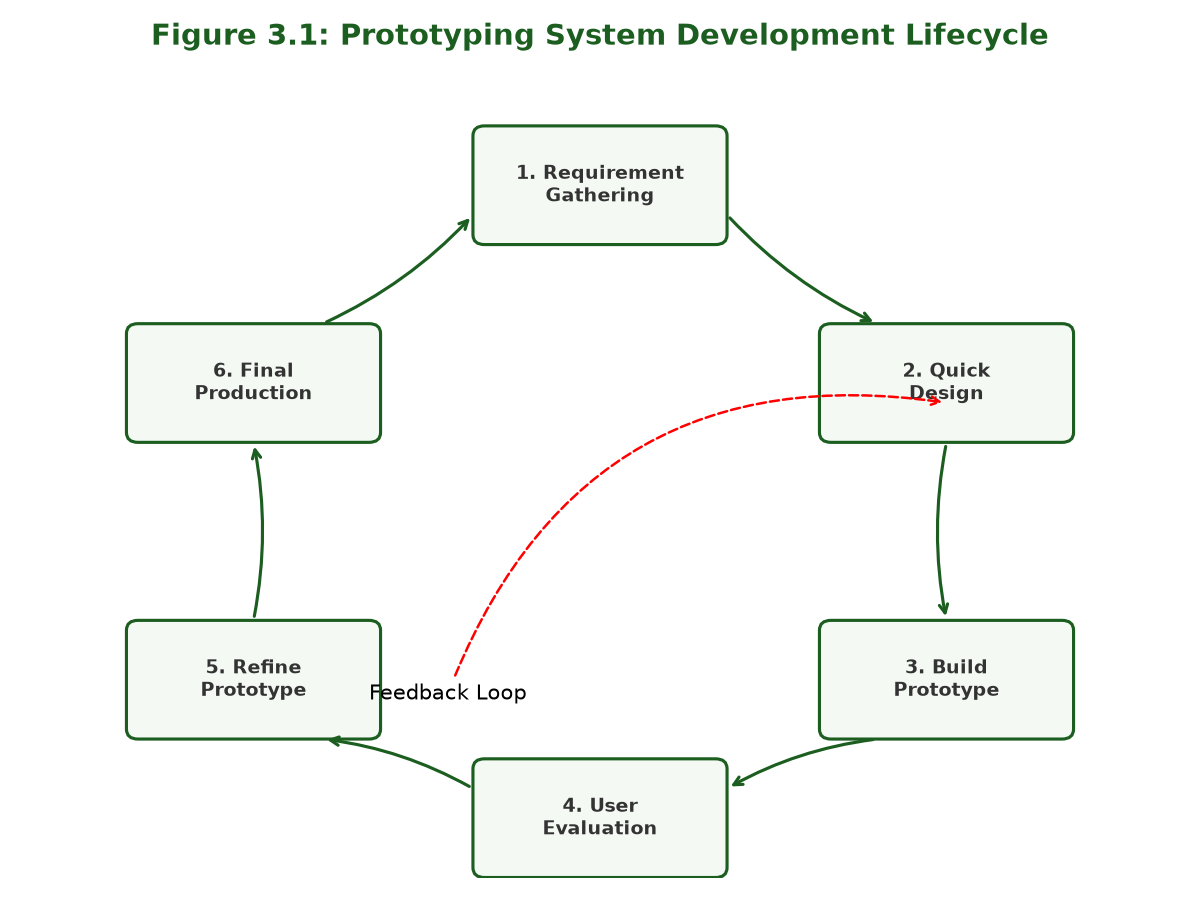 Figure 3.1: Prototyping System Development Lifecycle
1. Requirement
Gathering
2. Quick
Design
3. Build
Prototype
4. User
Evaluation
5. Refine
Prototype
6. Final
Production
Feedback Loop